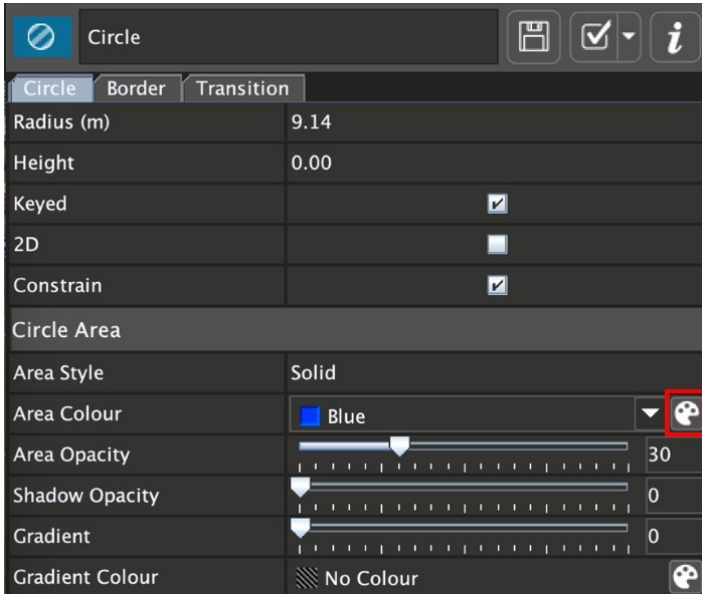 Circle
Circle Border Transition
Radius (m) 9.14
Height 0.00
Keyed
2D
Constrain
Circle Area
Area Style Solid
Area Colour Blue
Area Opacity 30
Shadow Opacity 0
Gradient 0
Gradient Colour No Colour